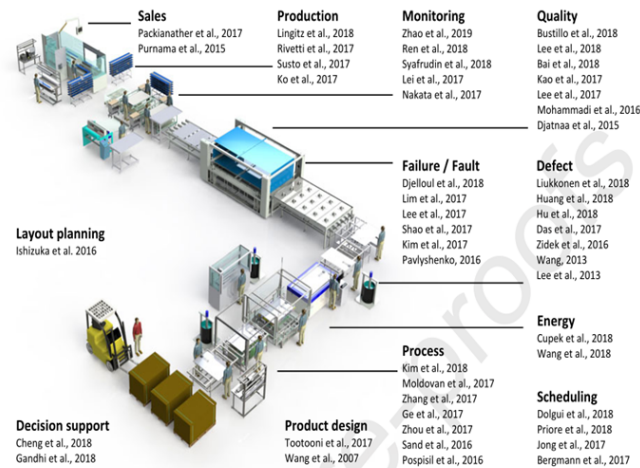 Sales
Packianather et al., 2017
Purnama et al., 2015
Production
Lingitz et al., 2018
Rivetti et al., 2017
Susto et al., 2017
Ko et al., 2017
Monitoring
Zhao et al., 2019
Ren et al., 2018
Syafrudin et al., 2018
Lei et al., 2017
Nakata et al., 2017
Quality
Bustillo et al., 2018
Lee et al., 2018
Bai et al., 2018
Kao et al., 2017
Lee et al., 2017
Mohammadi et al., 2016
Djatnaa et al., 2015
Failure / Fault
Djelloul et al., 2018
Lim et al., 2017
Lee et al., 2017
Shao et al., 2017
Kim et al., 2017
Pavlyshenko, 2016
Defect
Liukkonen et al., 2018
Huang et al., 2018
Hu et al., 2018
Das et al., 2017
Zidek et al., 2016
Wang, 2013
Lee et al., 2013
Layout planning
Ishizuka et al. 2016
Energy
Cupek et al., 2018
Wang et al., 2018
Process
Kim et al., 2018
Moldovan et al., 2017
Zhang et al., 2017
Ge et al., 2017
Zhou et al., 2017
Sand et al., 2016
Pospisil et al., 2016
Scheduling
Dolgui et al., 2018
Priore et al., 2018
Jong et al., 2017
Bergmann et al., 2017
Decision support
Cheng et al., 2018
Gandhi et al., 2018
Product design
Tootooni et al., 2017
Wang et al., 2007